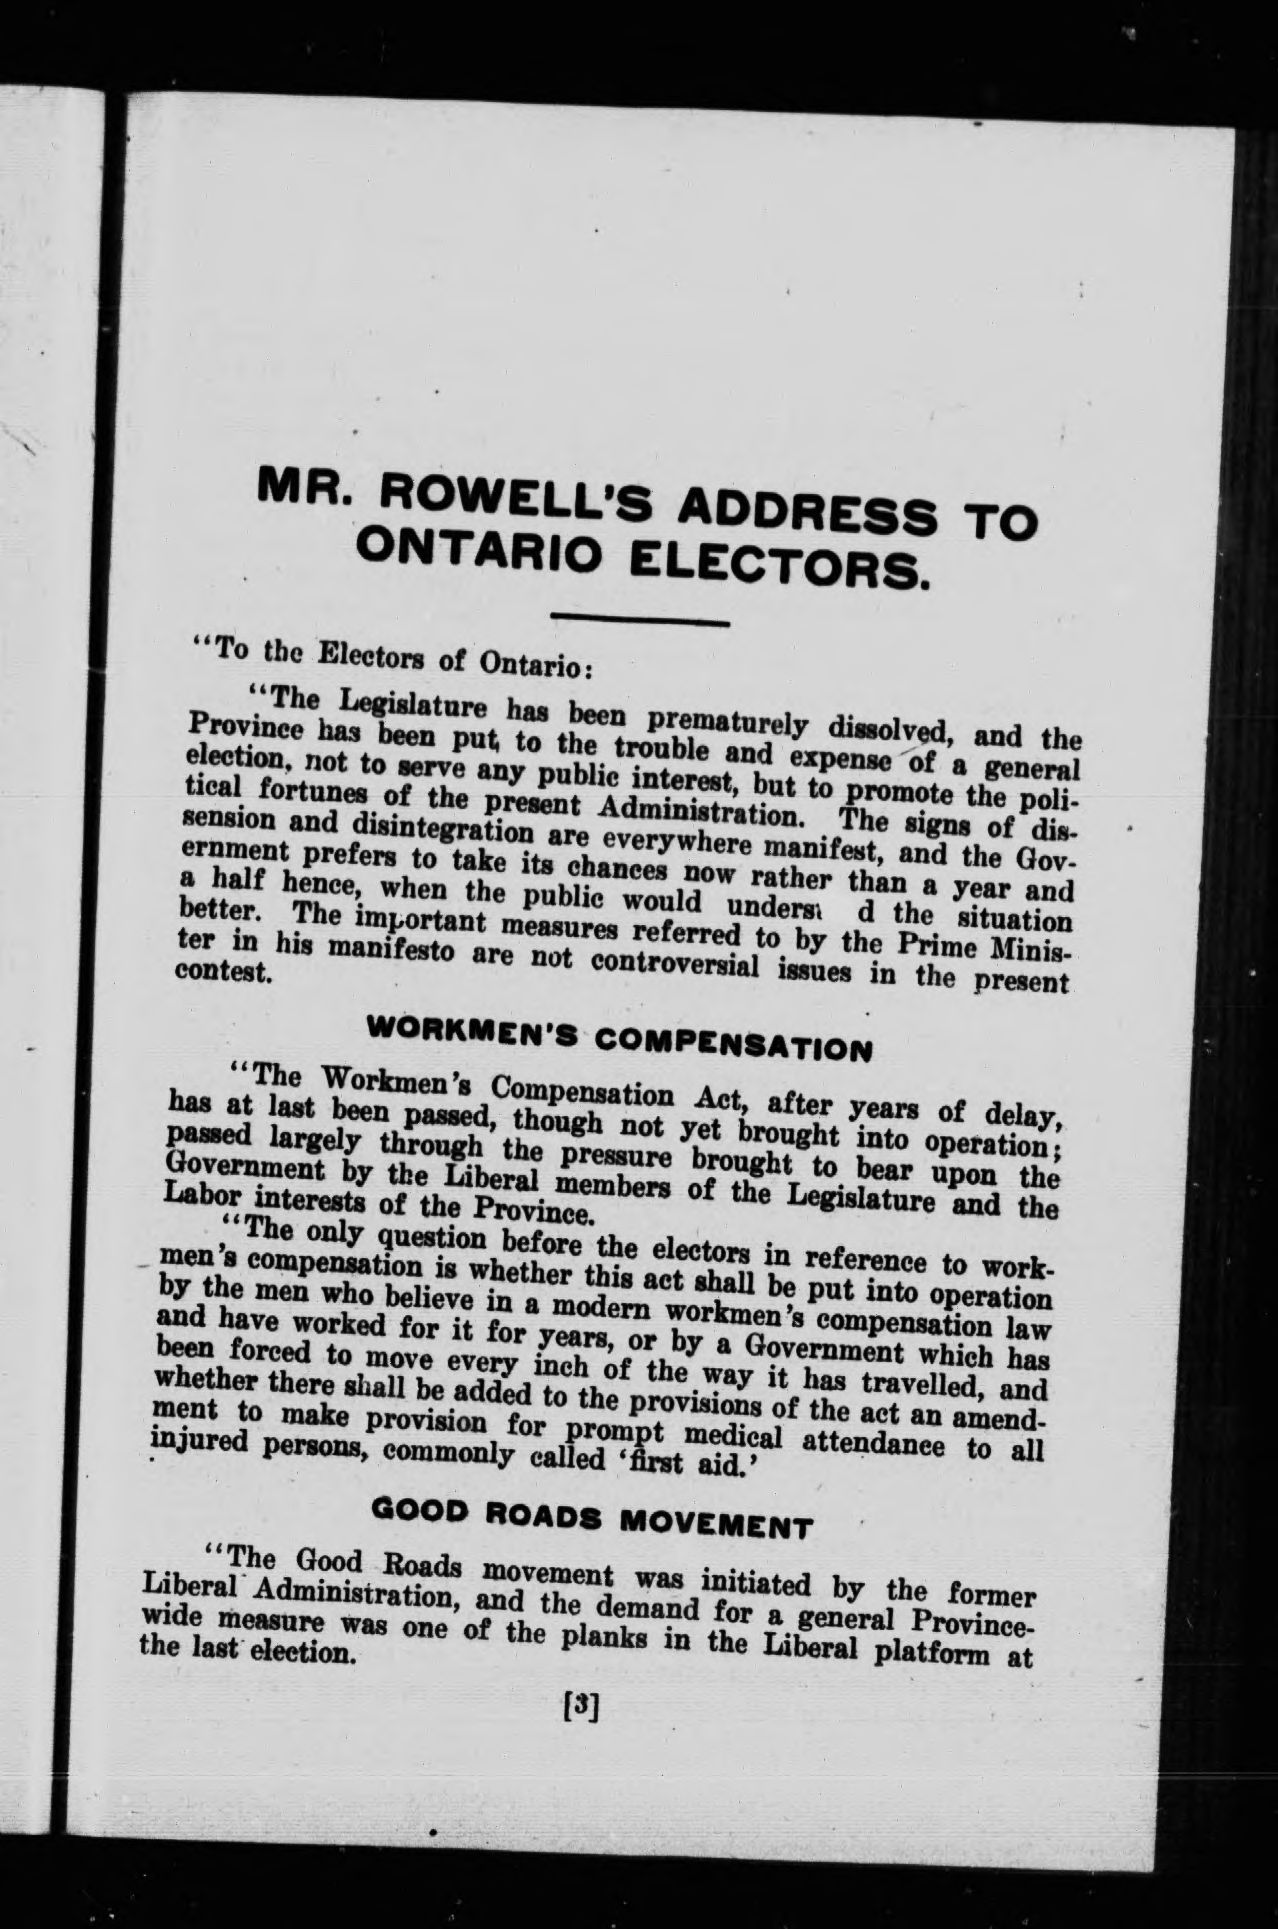 MR. ROWELL'S ADDRESS TO
ONTARIO ELECTORS.
"To the Electors of Ontario:
"The Legislature has been prematurely dissolved, and the
Province has been put to the trouble and expense of a general
election, not to serve any public interest, but to promote the poli-
tical fortunes of the present Administration. The signs of dis-
sension and disintegration are everywhere manifest, and the Gov-
ernment prefers to take its chances now rather than a year and
a half hence, when the public would the situation
better. The important measures referred to by the Prime Minis-
ter in his manifesto are not controversial issues in the present
contest.
WORKMEN'S COMPENSATION
"The Workmen's Compensation Act, after years of delay,
has at last been passed, though not yet brought into operation;
passed largely through the pressure brought to bear upon the
Government by the Liberal members of the Legislature and the
Labor interests of the Province.
"The only question before the electors in reference to work-
men's compensation is whether this act shall be put into operation
by the men who believe in a modern workmen's compensation law
and have worked for it for years, or by a Government which has
been forced to move every inch of the way it has travelled, and
whether there shall be added to the provisions of the act an amend-
ment to make provision for prompt medical attendance to all
injured persons, commonly called 'first aid.'
GOOD ROADS MOVEMENT
"The Good Roads movement was initiated by the former
Liberal Administration, and the demand for a general Province-
wide measure was one of the planks in the Liberal platform at
the last election.
[3]